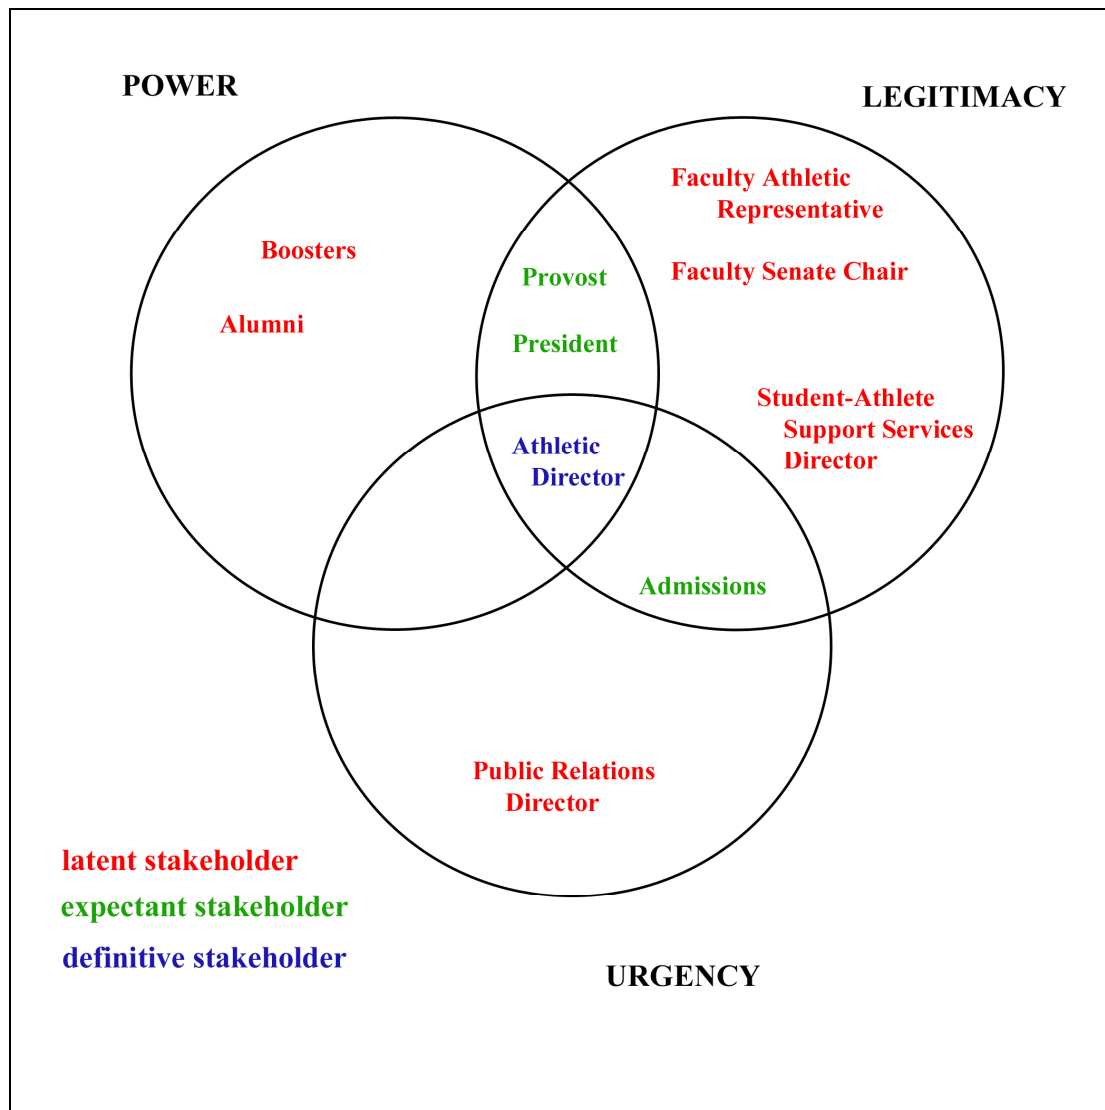 POWER
LEGITIMACY
Faculty Athletic
Representative
Boosters
Provost
Faculty Senate Chair
Alumni
President
Student-Athlete
Support Services
Director
Athletic
Director
Admissions
Public Relations
Director
latent stakeholder
expectant stakeholder
definitive stakeholder
URGENCY